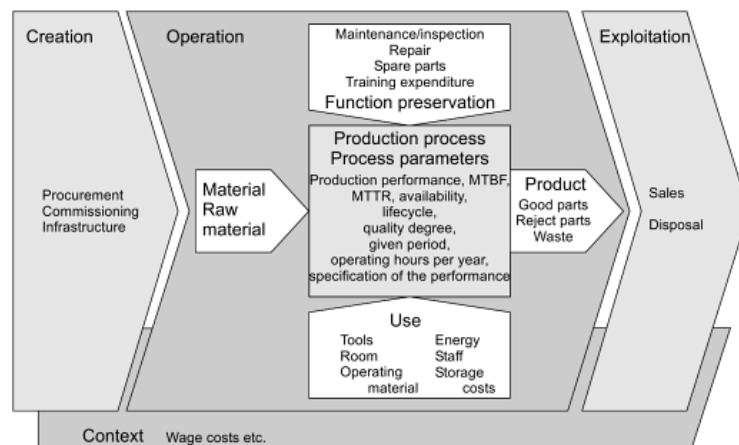 Creation
Procurement
Commissioning
Infrastructure
Operation
Maintenance/inspection
Repair
Spare parts
Training expenditure
Function preservation
Material
Raw
material
Production process
Process parameters
Production performance, MTBF,
MTTR, availability,
lifecycle,
quality degree,
given period,
operating hours per year,
specification of the performance
Product
Good parts
Reject parts
Waste
Use
Tools
Room
Operating
material
Energy
Staff
Storage
costs
Exploitation
Sales
Disposal
Context Wage costs etc.